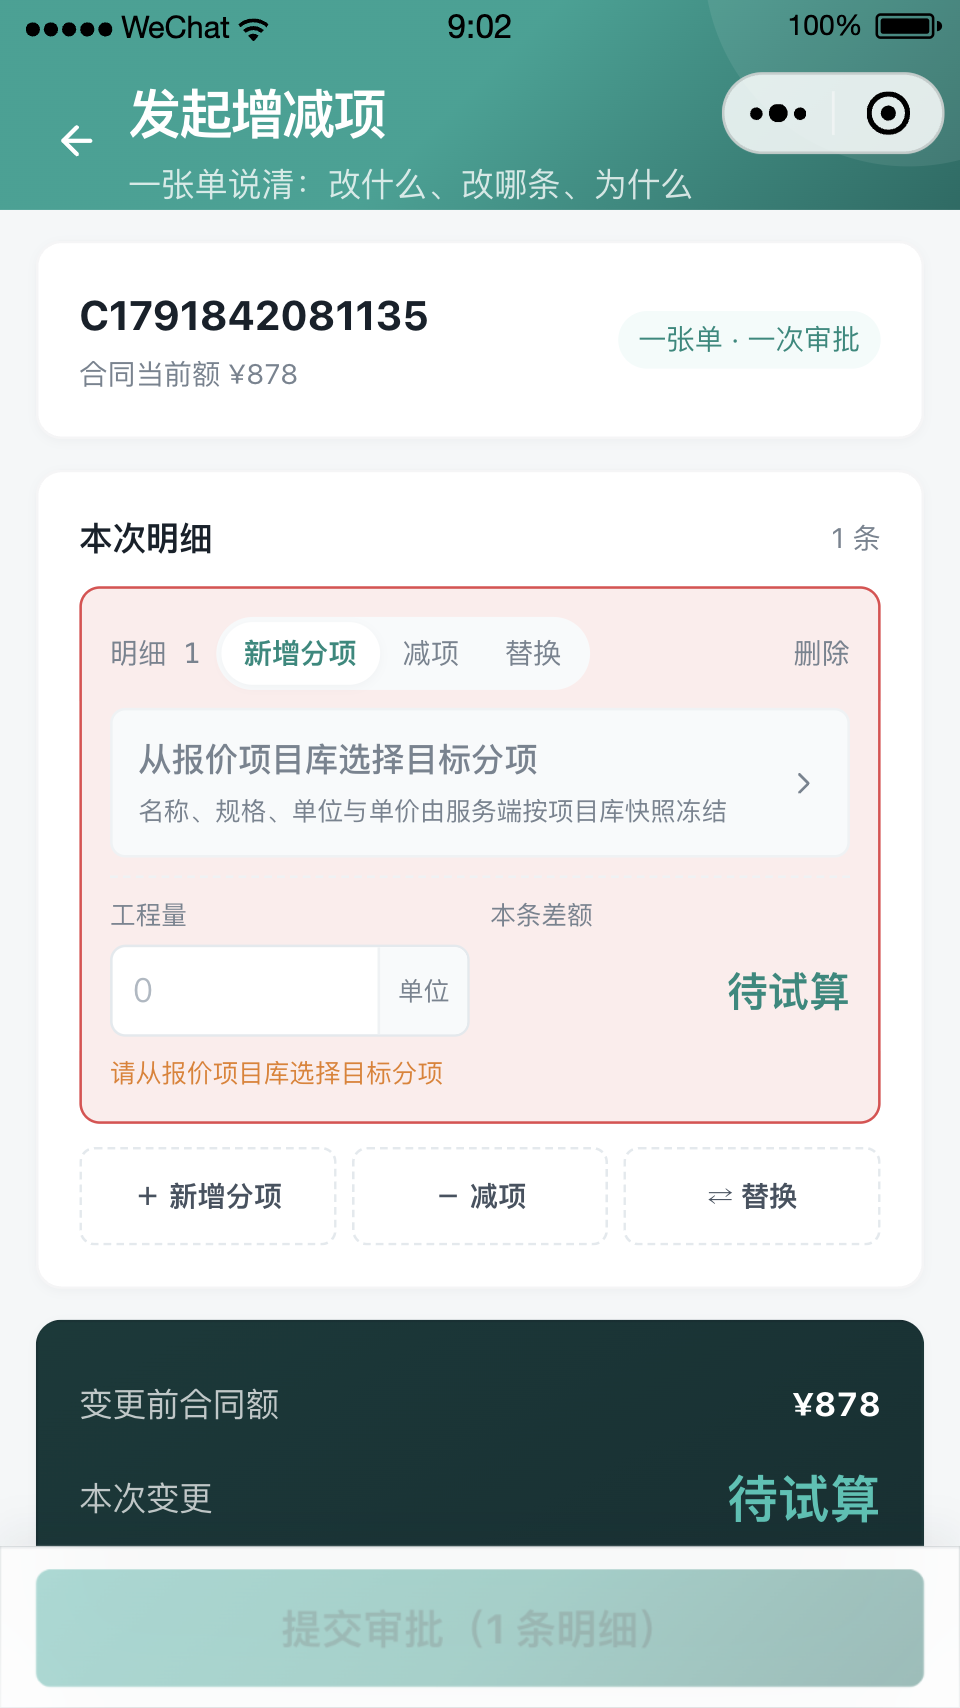 WeChat 9:02 100%
发起增减项
一张单说清：改什么、改哪条、为什么
C1791842081135
合同当前额 ¥878
一张单 · 一次审批
本次明细
1 条
明细 1 新增分项 减项 替换 删除
从报价项目库选择目标分项
名称、规格、单位与单价由服务端按项目库快照冻结
工程量 本条差额
0 单位 待试算
请从报价项目库选择目标分项
+ 新增分项 − 减项 ⇄ 替换
变更前合同额 ¥878
本次变更 待试算
提交审批（1 条明细）